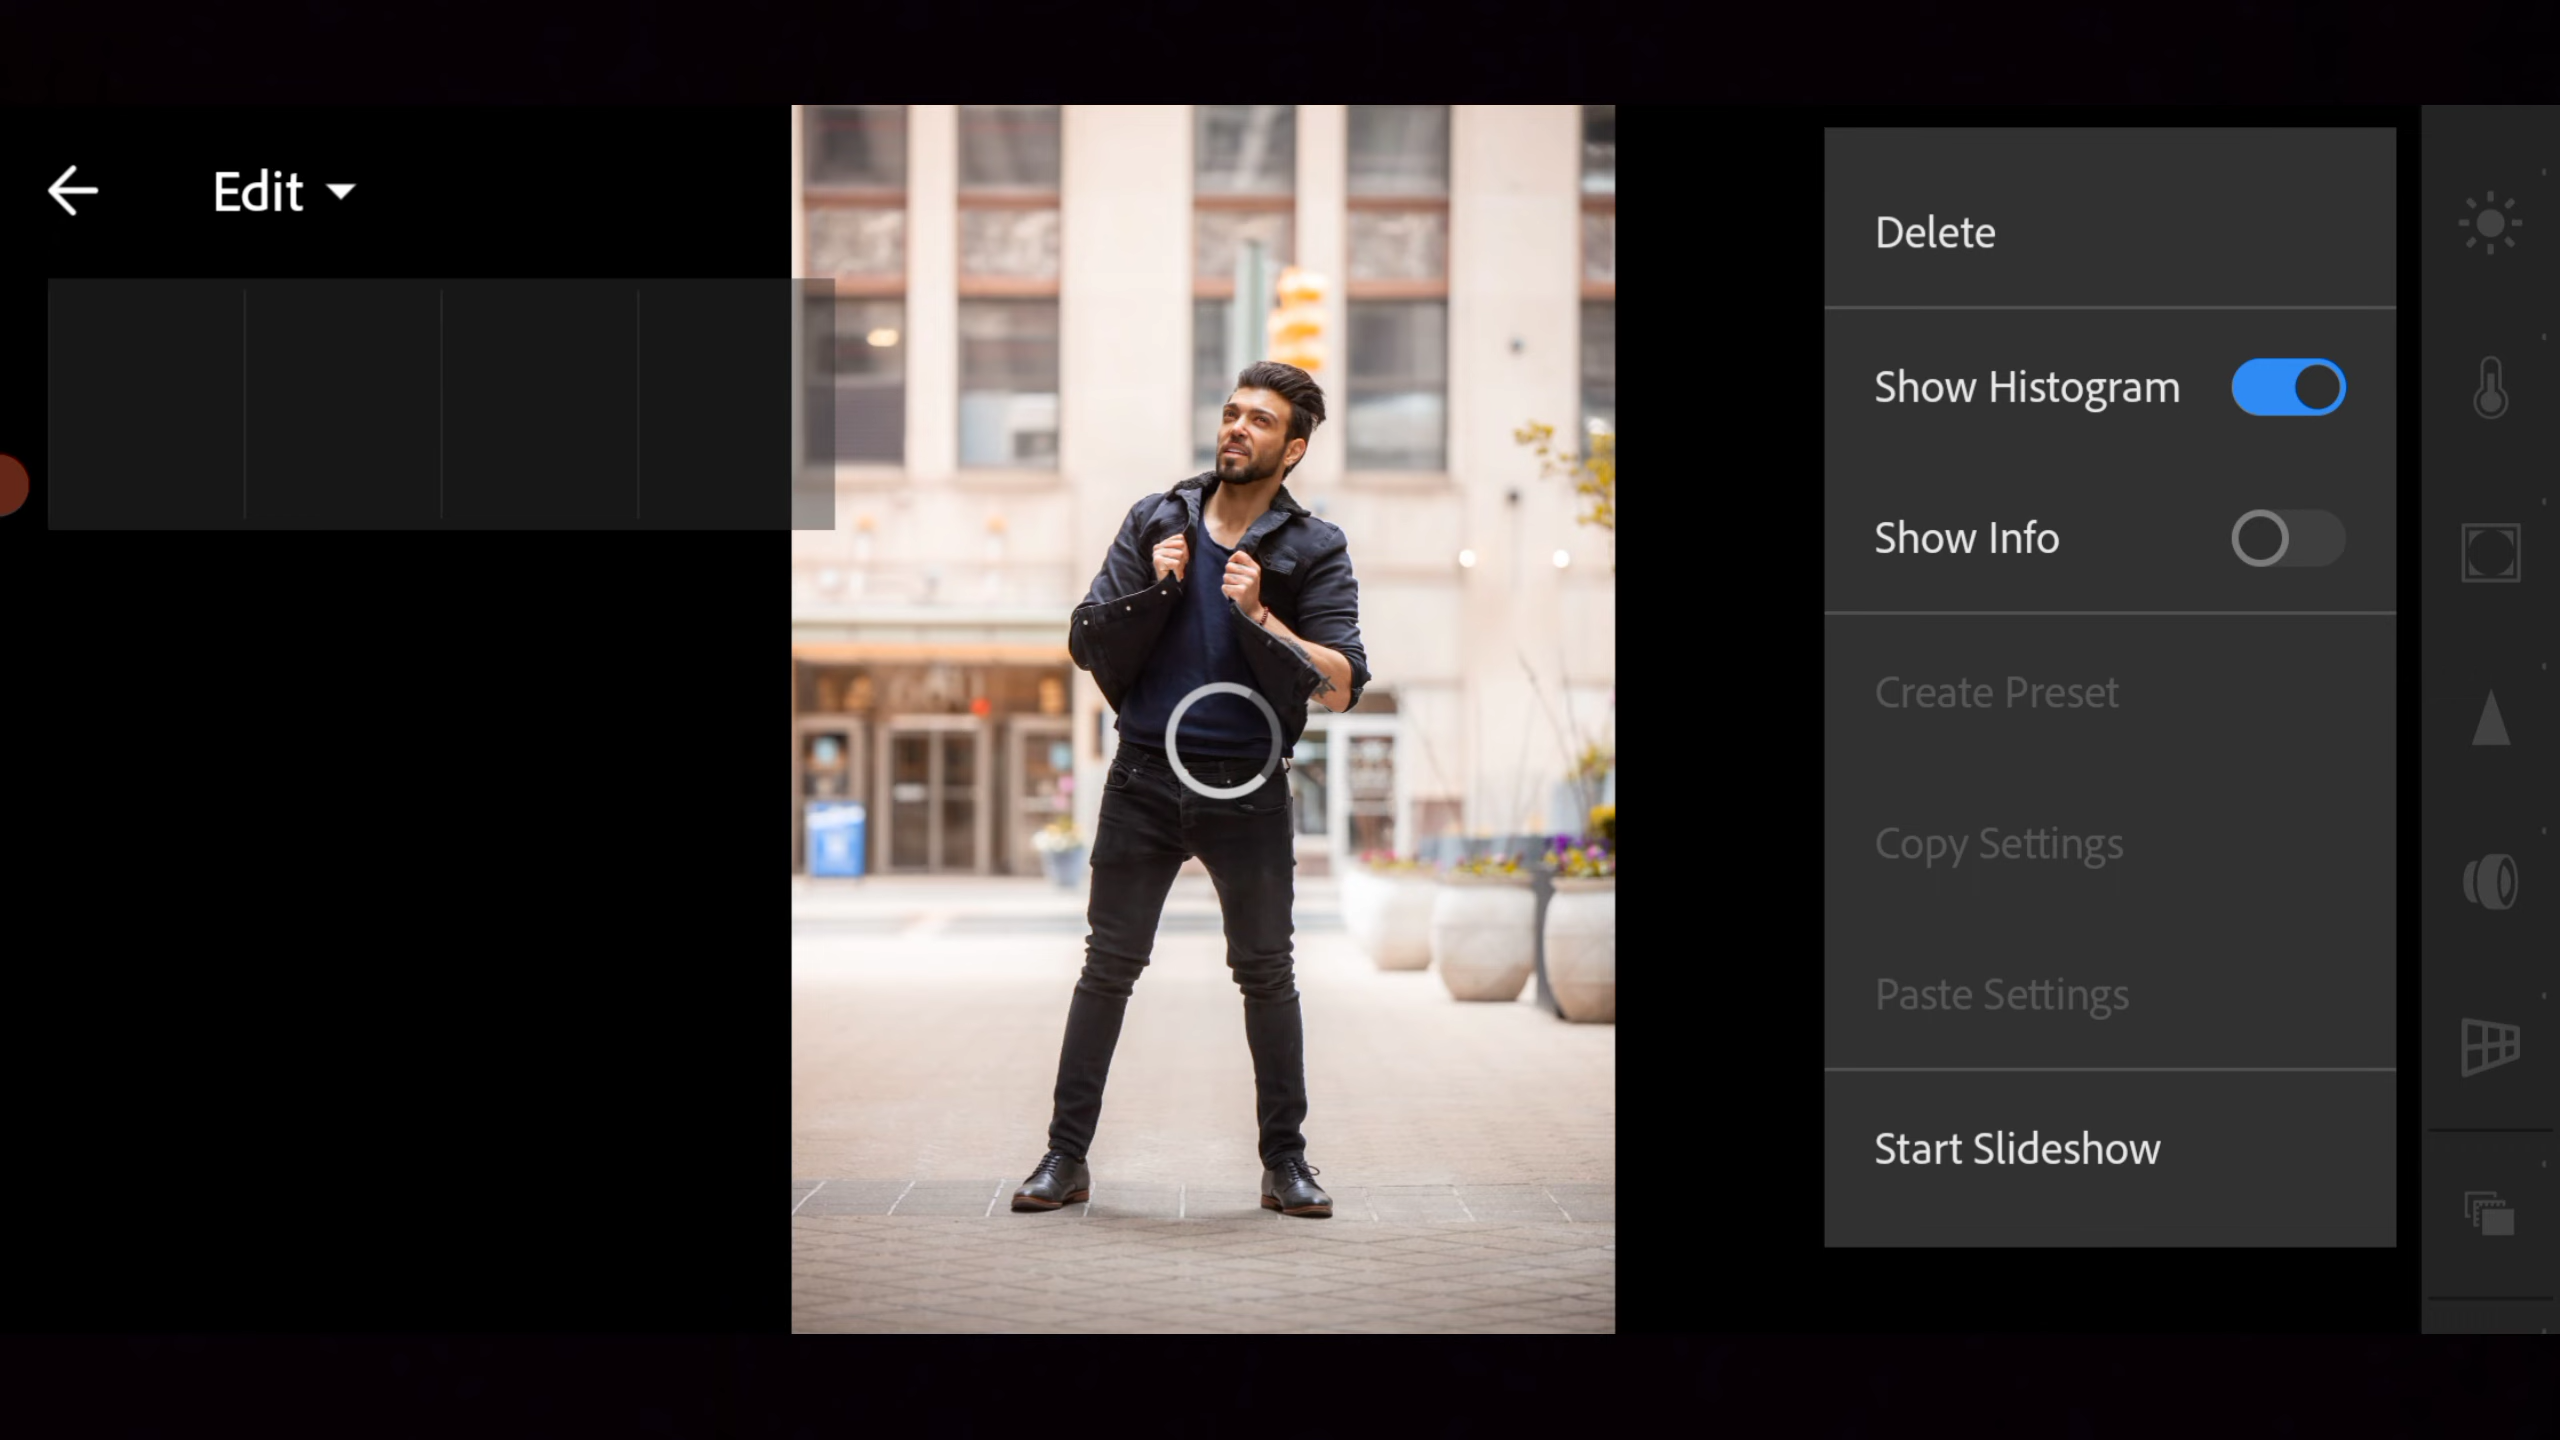 Edit
Delete
Show Histogram
Show Info
Create Preset
Copy Settings
Paste Settings
Start Slideshow